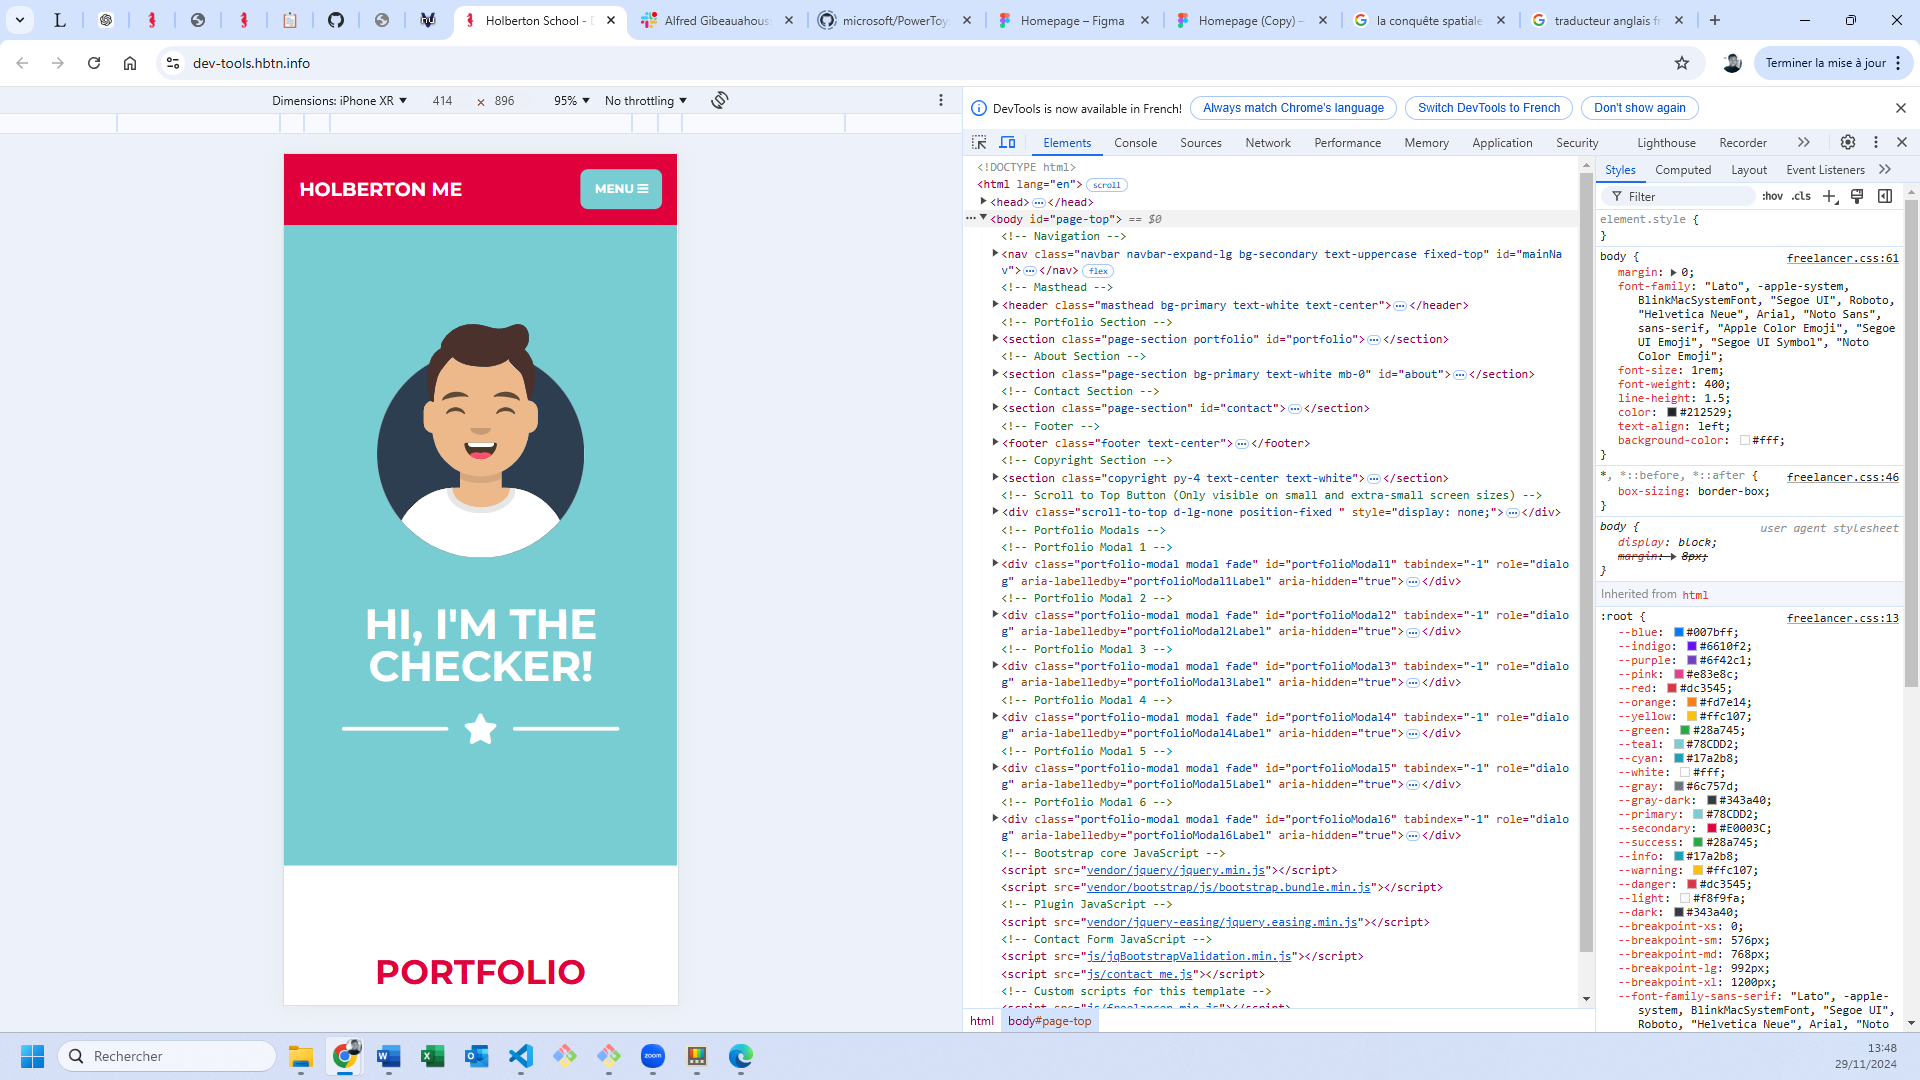 Holberton School - D
Alfred Gibeauahouss
microsoft/PowerToys
Homepage – Figma
Homepage (Copy) –
la conquête spatiale
traducteur anglais fr
dev-tools.hbtn.info
Terminer la mise à jour
Dimensions: iPhone XR 414 × 896 95% No throttling
DevTools is now available in French! Always match Chrome's language Switch DevTools to French Don't show again
Elements Console Sources Network Performance Memory Application Security Lighthouse Recorder
HOLBERTON ME
MENU
HI, I'M THE
CHECKER!
PORTFOLIO
<!DOCTYPE html>
<html lang="en"> scroll
<head> </head>
<body id="page-top"> == $0
<!-- Navigation -->
<nav class="navbar navbar-expand-lg bg-secondary text-uppercase fixed-top" id="mainNa
v"> </nav> flex
<!-- Masthead -->
<header class="masthead bg-primary text-white text-center"> </header>
<!-- Portfolio Section -->
<section class="page-section portfolio" id="portfolio"> </section>
<!-- About Section -->
<section class="page-section bg-primary text-white mb-0" id="about"> </section>
<!-- Contact Section -->
<section class="page-section" id="contact"> </section>
<!-- Footer -->
<footer class="footer text-center"> </footer>
<!-- Copyright Section -->
<section class="copyright py-4 text-center text-white"> </section>
<!-- Scroll to Top Button (Only visible on small and extra-small screen sizes) -->
<div class="scroll-to-top d-lg-none position-fixed " style="display: none;"> </div>
<!-- Portfolio Modals -->
<!-- Portfolio Modal 1 -->
<div class="portfolio-modal modal fade" id="portfolioModal1" tabindex="-1" role="dialo
g" aria-labelledby="portfolioModal1Label" aria-hidden="true"> </div>
<!-- Portfolio Modal 2 -->
<div class="portfolio-modal modal fade" id="portfolioModal2" tabindex="-1" role="dialo
g" aria-labelledby="portfolioModal2Label" aria-hidden="true"> </div>
<!-- Portfolio Modal 3 -->
<div class="portfolio-modal modal fade" id="portfolioModal3" tabindex="-1" role="dialo
g" aria-labelledby="portfolioModal3Label" aria-hidden="true"> </div>
<!-- Portfolio Modal 4 -->
<div class="portfolio-modal modal fade" id="portfolioModal4" tabindex="-1" role="dialo
g" aria-labelledby="portfolioModal4Label" aria-hidden="true"> </div>
<!-- Portfolio Modal 5 -->
<div class="portfolio-modal modal fade" id="portfolioModal5" tabindex="-1" role="dialo
g" aria-labelledby="portfolioModal5Label" aria-hidden="true"> </div>
<!-- Portfolio Modal 6 -->
<div class="portfolio-modal modal fade" id="portfolioModal6" tabindex="-1" role="dialo
g" aria-labelledby="portfolioModal6Label" aria-hidden="true"> </div>
<!-- Bootstrap core JavaScript -->
<script src="vendor/jquery/jquery.min.js"></script>
<script src="vendor/bootstrap/js/bootstrap.bundle.min.js"></script>
<!-- Plugin JavaScript -->
<script src="vendor/jquery-easing/jquery.easing.min.js"></script>
<!-- Contact Form JavaScript -->
<script src="js/jqBootstrapValidation.min.js"></script>
<script src="js/contact_me.js"></script>
<!-- Custom scripts for this template -->
<script src="js/freelancer.min.js"></script>
html body#page-top
Styles Computed Layout Event Listeners
Filter :hov .cls
element.style {
}
body { freelancer.css:61
margin: 0;
font-family: "Lato", -apple-system,
BlinkMacSystemFont, "Segoe UI", Roboto,
"Helvetica Neue", Arial, "Noto Sans",
sans-serif, "Apple Color Emoji", "Segoe
UI Emoji", "Segoe UI Symbol", "Noto
Color Emoji";
font-size: 1rem;
font-weight: 400;
line-height: 1.5;
color: #212529;
text-align: left;
background-color: #fff;
}
*, *::before, *::after { freelancer.css:46
box-sizing: border-box;
}
body { user agent stylesheet
display: block;
margin: 8px;
}
Inherited from html
:root { freelancer.css:13
--blue: #007bff;
--indigo: #6610f2;
--purple: #6f42c1;
--pink: #e83e8c;
--red: #dc3545;
--orange: #fd7e14;
--yellow: #ffc107;
--green: #28a745;
--teal: #78CDD2;
--cyan: #17a2b8;
--white: #fff;
--gray: #6c757d;
--gray-dark: #343a40;
--primary: #78CDD2;
--secondary: #E0003C;
--success: #28a745;
--info: #17a2b8;
--warning: #ffc107;
--danger: #dc3545;
--light: #f8f9fa;
--dark: #343a40;
--breakpoint-xs: 0;
--breakpoint-sm: 576px;
--breakpoint-md: 768px;
--breakpoint-lg: 992px;
--breakpoint-xl: 1200px;
--font-family-sans-serif: "Lato", -apple-
system, BlinkMacSystemFont, "Segoe UI",
Roboto, "Helvetica Neue", Arial, "Noto
Rechercher
zoom
13:48
29/11/2024